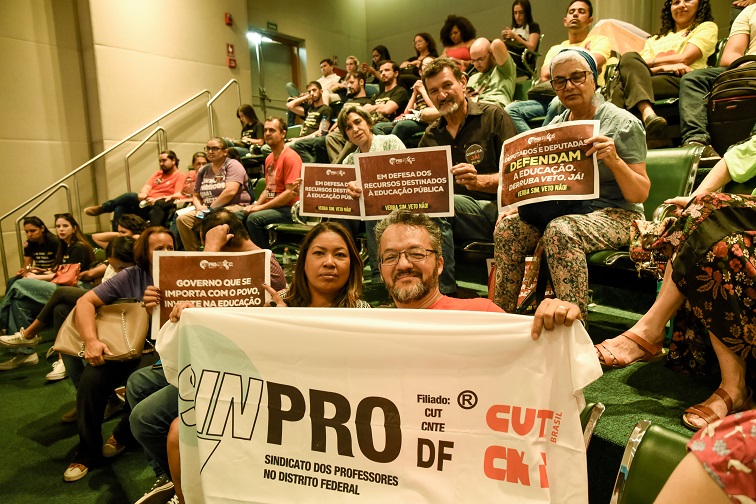 EM DEFESA DOS
RECURSOS DESTINADOS
À EDUCAÇÃO PÚBLICA
VERBA SIM, VETO NÃO!
EM DEFESA DOS
RECURSOS DESTINADOS
À EDUCAÇÃO PÚBLICA
VERBA SIM, VETO NÃO!
DEPUTADOS E DEPUTADAS,
DEFENDAM
A EDUCAÇÃO,
DERRUBA VETO, JÁ!
VERBA SIM, VETO NÃO!
GOVERNO QUE SE
IMPORTA COM O POVO,
INVESTE NA EDUCAÇÃO
SINPRO
®
DF
SINDICATO DOS PROFESSORES
NO DISTRITO FEDERAL
Filiado:
CUT
CNTE
CUT
BRASIL